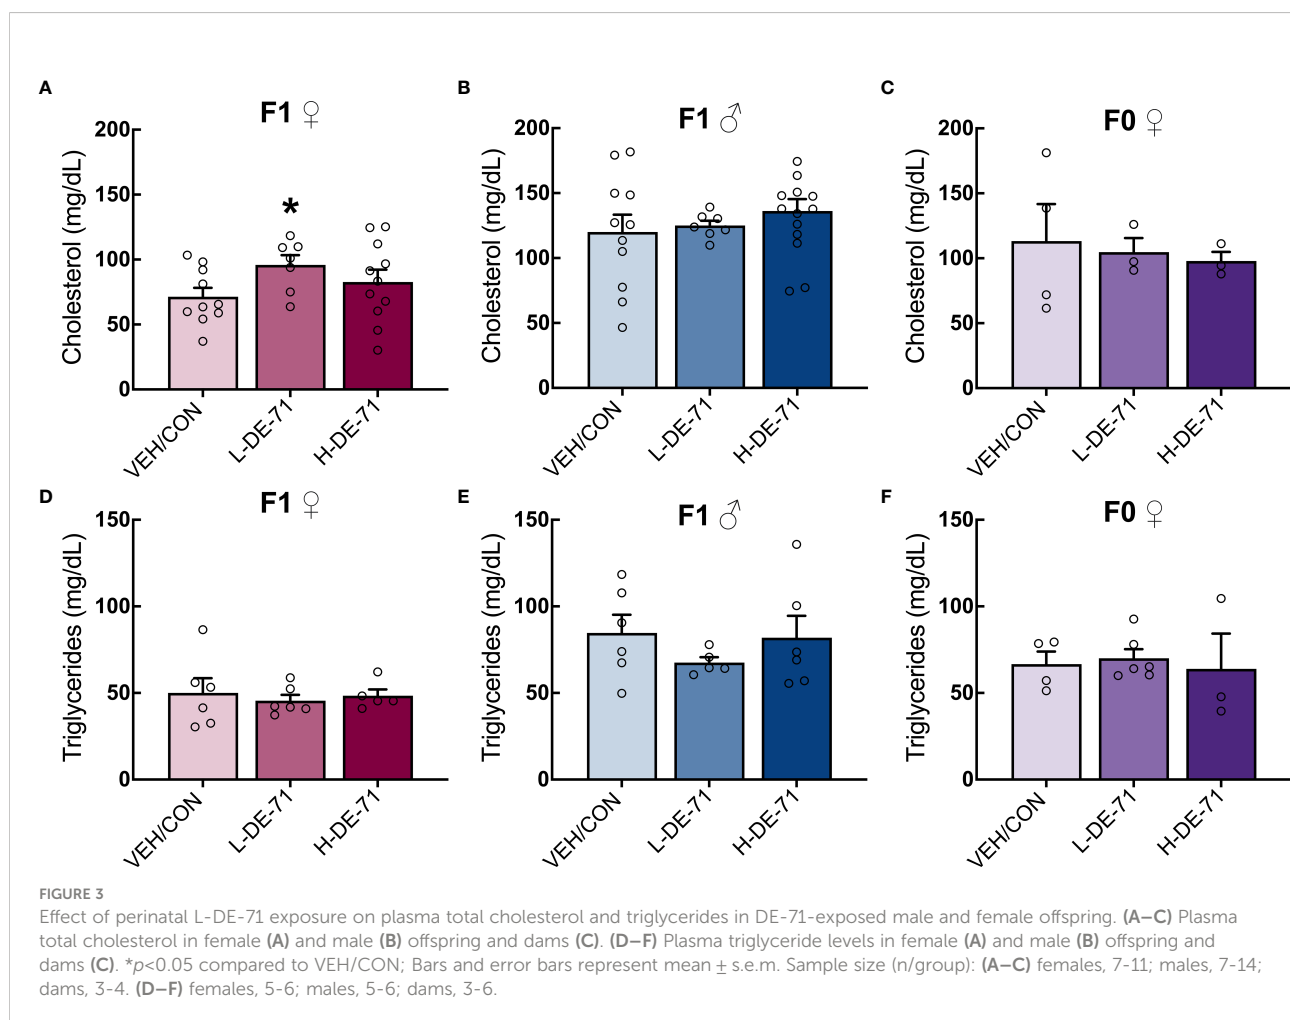 A
F1 ♀
Cholesterol (mg/dL)
200
150
100
50
0
*
VEH/CON
L-DE-71
H-DE-71
B
F1 ♂
Cholesterol (mg/dL)
200
150
100
50
0
VEH/CON
L-DE-71
H-DE-71
C
F0 ♀
Cholesterol (mg/dL)
200
150
100
50
0
VEH/CON
L-DE-71
H-DE-71
D
F1 ♀
Triglycerides (mg/dL)
150
100
50
0
VEH/CON
L-DE-71
H-DE-71
E
F1 ♂
Triglycerides (mg/dL)
150
100
50
0
VEH/CON
L-DE-71
H-DE-71
F
F0 ♀
Triglycerides (mg/dL)
150
100
50
0
VEH/CON
L-DE-71
H-DE-71
FIGURE 3
Effect of perinatal L-DE-71 exposure on plasma total cholesterol and triglycerides in DE-71-exposed male and female offspring. (A–C) Plasma
total cholesterol in female (A) and male (B) offspring and dams (C). (D–F) Plasma triglyceride levels in female (A) and male (B) offspring and
dams (C). *p<0.05 compared to VEH/CON; Bars and error bars represent mean ± s.e.m. Sample size (n/group): (A–C) females, 7-11; males, 7-14;
dams, 3-4. (D–F) females, 5-6; males, 5-6; dams, 3-6.